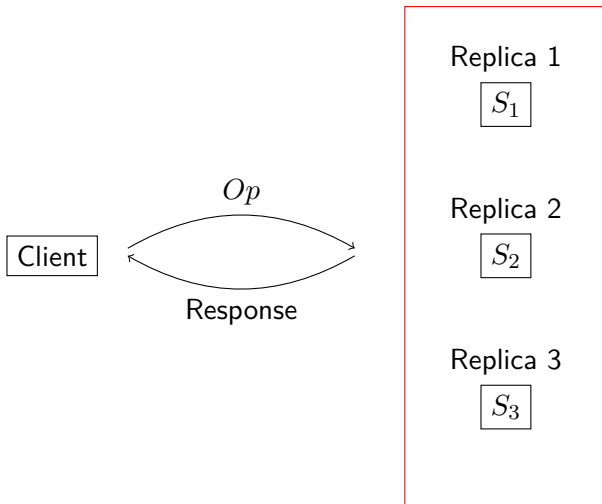 Replica 1
S₁
Op
Replica 2
Client
S₂
Response
Replica 3
S₃